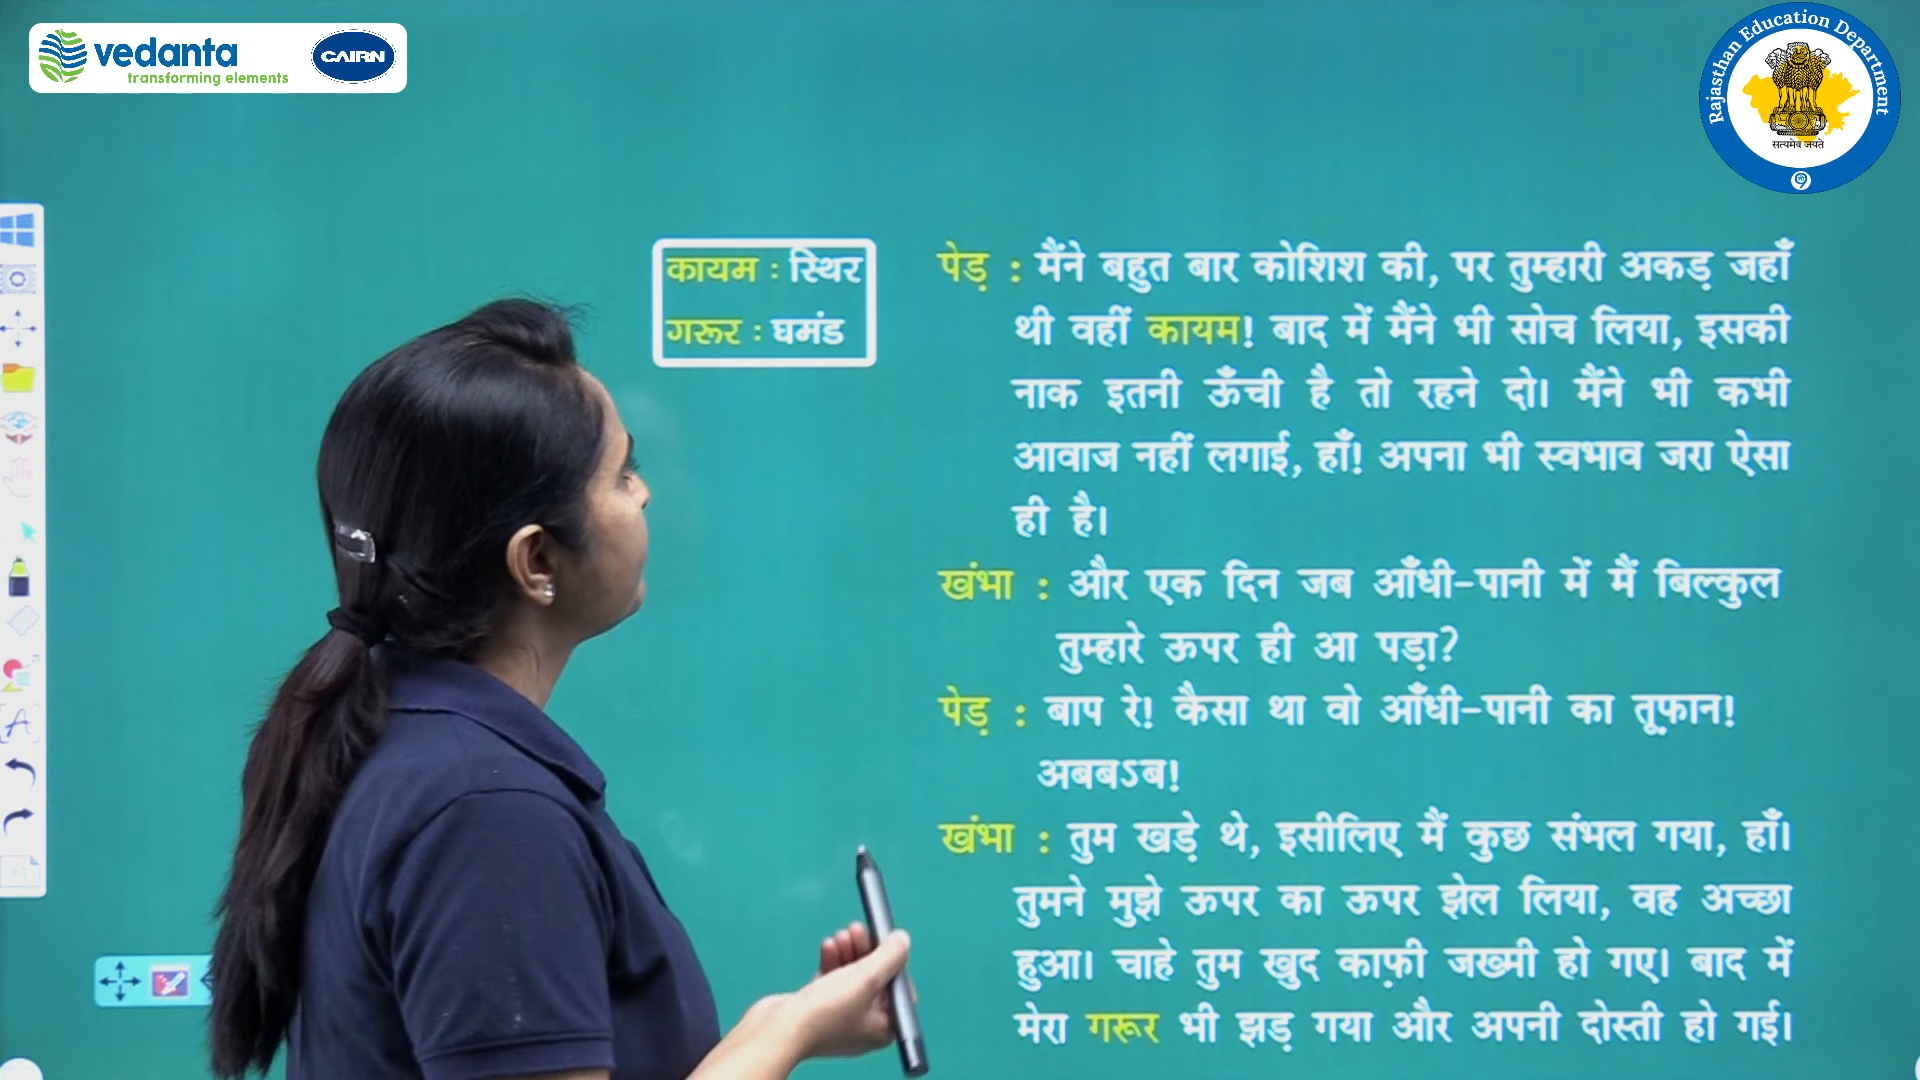 vedanta
transforming elements
CAIRN
Rajasthan Education Department
सत्यमेव जयते
कायम : स्थिर
गरूर : घमंड
पेड़ : मैंने बहुत बार कोशिश की, पर तुम्हारी अकड़ जहाँ
थी वहीं कायम! बाद में मैंने भी सोच लिया, इसकी
नाक इतनी ऊँची है तो रहने दो। मैंने भी कभी
आवाज नहीं लगाई, हाँ! अपना भी स्वभाव जरा ऐसा
ही है।
खंभा : और एक दिन जब आँधी-पानी में मैं बिल्कुल
तुम्हारे ऊपर ही आ पड़ा?
पेड़ : बाप रे! कैसा था वो आँधी-पानी का तूफ़ान!
अबबऽब!
खंभा : तुम खड़े थे, इसीलिए मैं कुछ संभल गया, हाँ।
तुमने मुझे ऊपर का ऊपर झेल लिया, वह अच्छा
हुआ। चाहे तुम खुद काफ़ी जख्मी हो गए। बाद में
मेरा गरूर भी झड़ गया और अपनी दोस्ती हो गई।